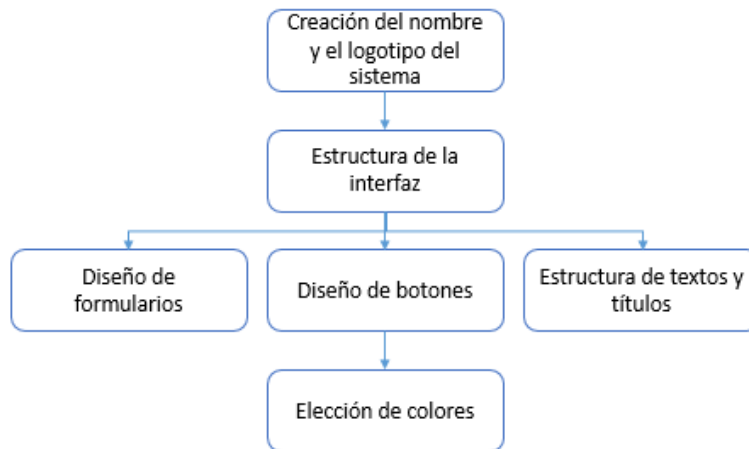 Creación del nombre
y el logotipo del
sistema
Estructura de la
interfaz
Diseño de
formularios
Diseño de botones
Estructura de textos y
títulos
Elección de colores